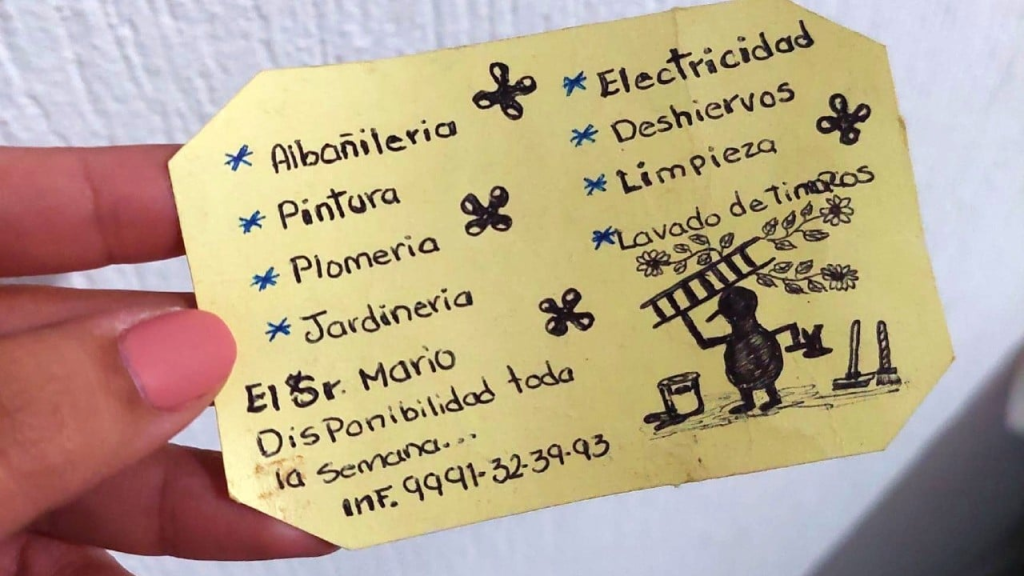 * Albañileria
* Pintura
* Plomeria
* Jardineria
* Electricidad
* Deshiervos
* Limpieza
* Lavado de tinacos
El Sr. Mario
Disponibilidad toda
la semana...
inf. 9991-32-39-93